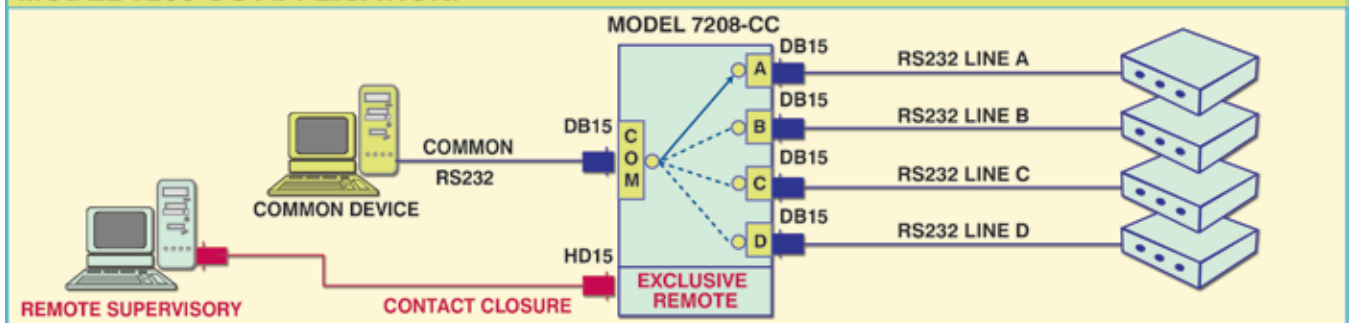 MODEL 7208-CC
DB15
RS232 LINE A
A
DB15
RS232 LINE B
B
DB15
COM
COMMON
RS232
DB15
RS232 LINE C
C
COMMON DEVICE
DB15
RS232 LINE D
D
HD15
EXCLUSIVE
REMOTE
CONTACT CLOSURE
REMOTE SUPERVISORY